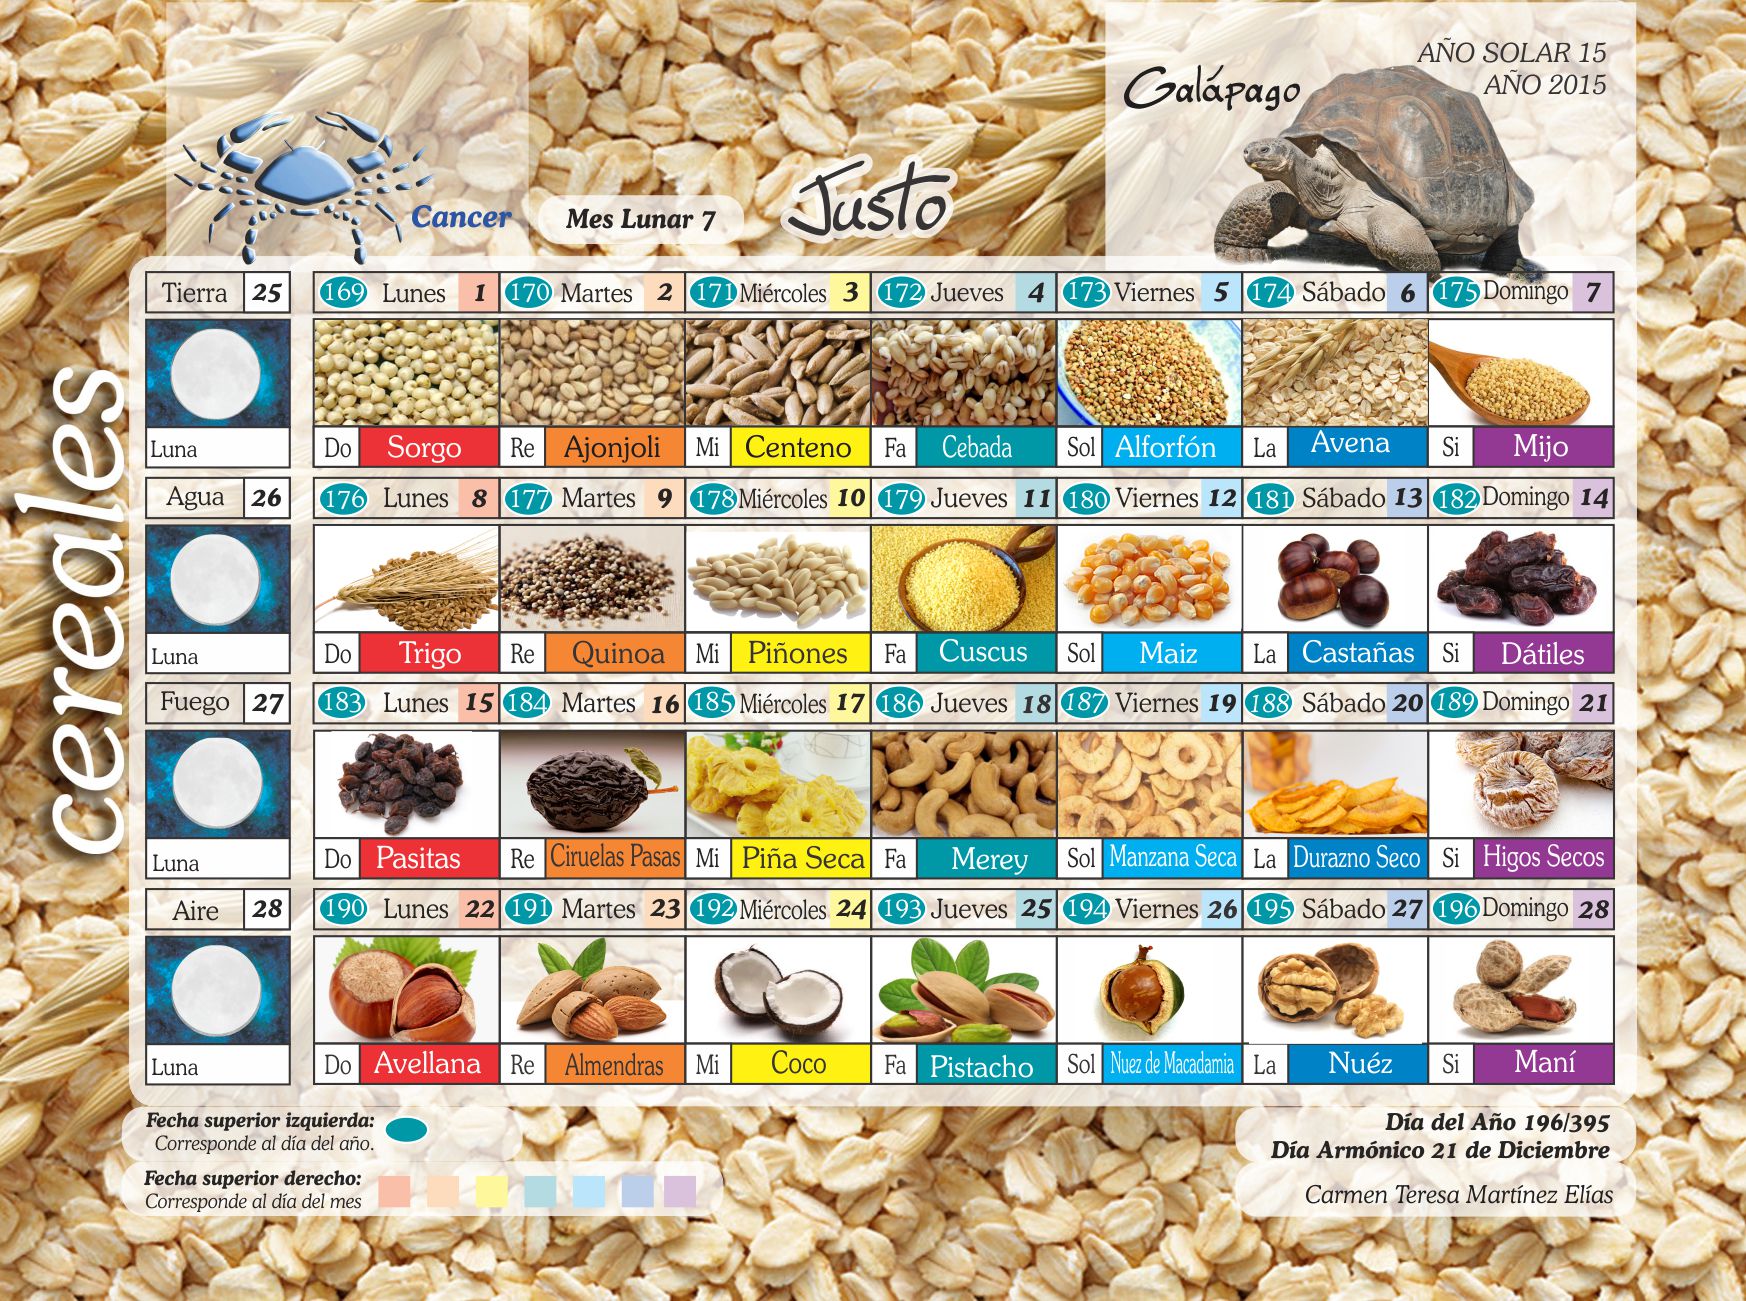 AÑO SOLAR 15
AÑO 2015
Galápago
Cancer
Mes Lunar 7
Justo
cereales
Tierra 25 169 Lunes 1 170 Martes 2 171 Miércoles 3 172 Jueves 4 173 Viernes 5 174 Sábado 6 175 Domingo 7
Luna Do Sorgo Re Ajonjoli Mi Centeno Fa Cebada Sol Alforfón La Avena Si Mijo
Agua 26 176 Lunes 8 177 Martes 9 178 Miércoles 10 179 Jueves 11 180 Viernes 12 181 Sábado 13 182 Domingo 14
Luna Do Trigo Re Quinoa Mi Piñones Fa Cuscus Sol Maiz La Castañas Si Dátiles
Fuego 27 183 Lunes 15 184 Martes 16 185 Miércoles 17 186 Jueves 18 187 Viernes 19 188 Sábado 20 189 Domingo 21
Luna Do Pasitas Re Ciruelas Pasas Mi Piña Seca Fa Merey Sol Manzana Seca La Durazno Seco Si Higos Secos
Aire 28 190 Lunes 22 191 Martes 23 192 Miércoles 24 193 Jueves 25 194 Viernes 26 195 Sábado 27 196 Domingo 28
Luna Do Avellana Re Almendras Mi Coco Fa Pistacho Sol Nuez de Macadamia La Nuéz Si Maní
Fecha superior izquierda:
Corresponde al día del año.
Fecha superior derecho:
Corresponde al día del mes
Día del Año 196/395
Día Armónico 21 de Diciembre
Carmen Teresa Martínez Elías